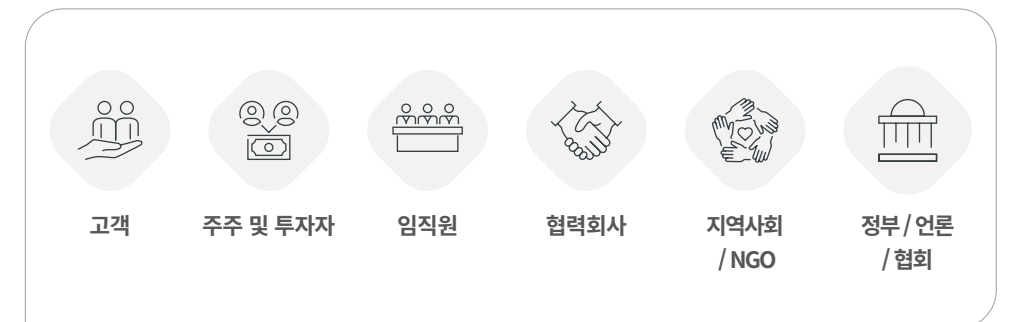 고객
주주 및 투자자
임직원
협력회사
지역사회
/ NGO
정부 / 언론
/ 협회